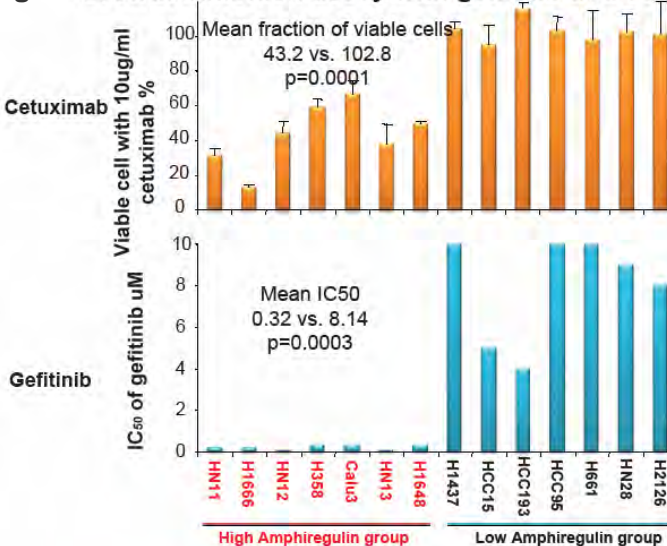 Mean fraction of viable cells
43.2 vs. 102.8
p=0.0001
Cetuximab
Viable cell with 10ug/ml
cetuximab %
100
80
60
40
20
0
Mean IC50
0.32 vs. 8.14
p=0.0003
Gefitinib
IC50 of gefitinib uM
10
8
6
4
2
0
HN11
H1666
HN12
H358
Calu3
HN13
H1648
H1437
HCC15
HCC193
HCC95
H661
HN28
H2126
High Amphiregulin group
Low Amphiregulin group